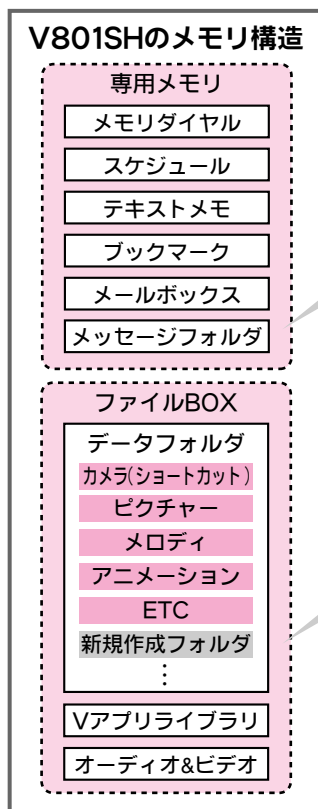 V801SHのメモリ構造
専用メモリ
メモリダイヤル
スケジュール
テキストメモ
ブックマーク
メールボックス
メッセージフォルダ
ファイルBOX
データフォルダ
カメラ(ショートカット)
ピクチャー
メロディ
アニメーション
ETC
新規作成フォルダ
⋮
Vアプリライブラリ
オーディオ&ビデオ